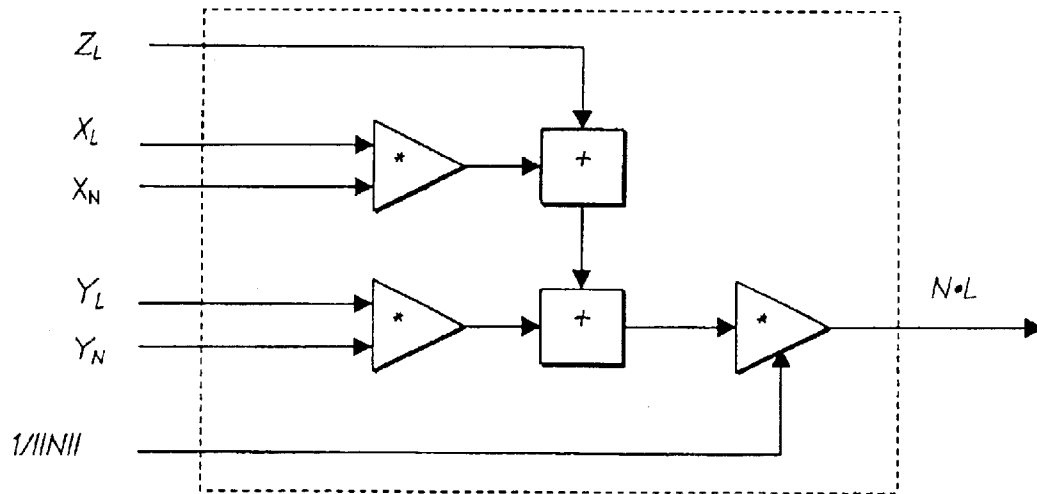 Z_L
X_L
*
+
X_N
Y_L
*
+
*
N•L
Y_N
1/||N||